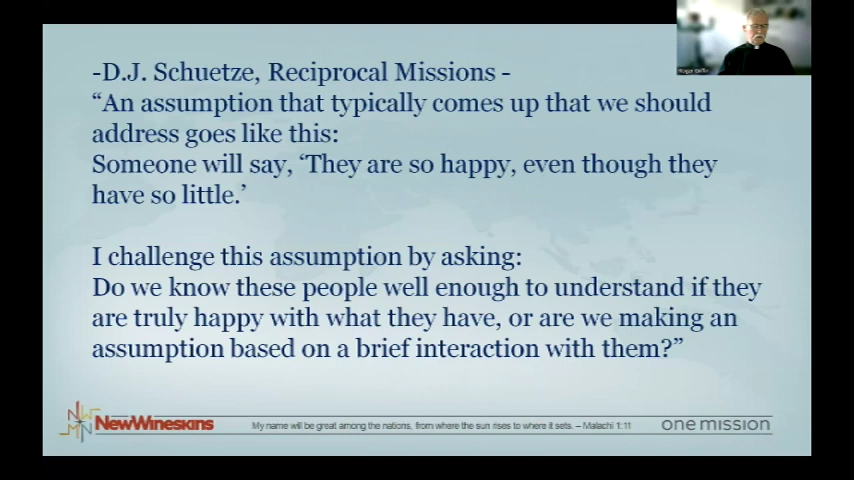 -D.J. Schuetze, Reciprocal Missions -
“An assumption that typically comes up that we should
address goes like this:
Someone will say, ‘They are so happy, even though they
have so little.’
I challenge this assumption by asking:
Do we know these people well enough to understand if they
are truly happy with what they have, or are we making an
assumption based on a brief interaction with them?”
NW
MN
NewWineskins
My name will be great among the nations, from where the sun rises to where it sets. – Malachi 1:11
one mission